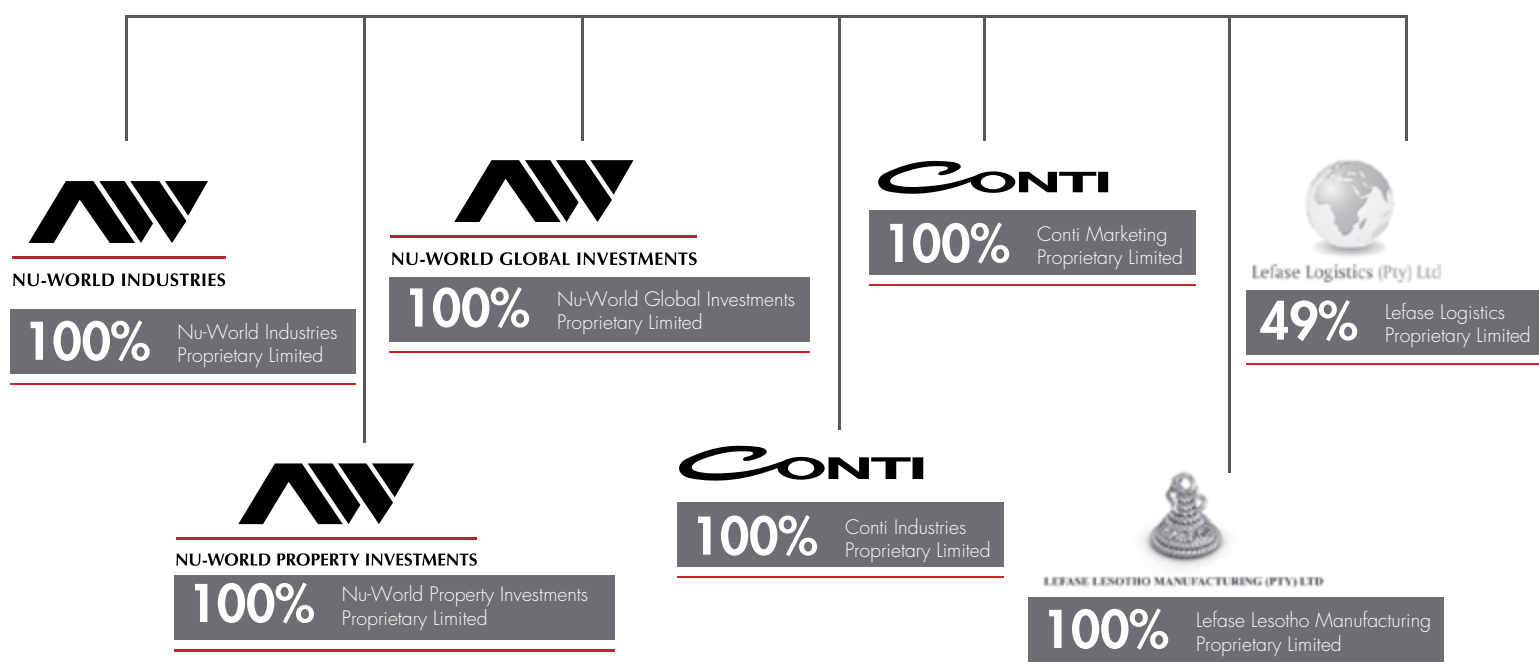 NU-WORLD INDUSTRIES
100%
Nu-World Industries
Proprietary Limited
NU-WORLD GLOBAL INVESTMENTS
100%
Nu-World Global Investments
Proprietary Limited
CONTI
100%
Conti Marketing
Proprietary Limited
Lefase Logistics (Pty) Ltd
49%
Lefase Logistics
Proprietary Limited
NU-WORLD PROPERTY INVESTMENTS
100%
Nu-World Property Investments
Proprietary Limited
CONTI
100%
Conti Industries
Proprietary Limited
LEFASE LESOTHO MANUFACTURING (PTY) LTD
100%
Lefase Lesotho Manufacturing
Proprietary Limited